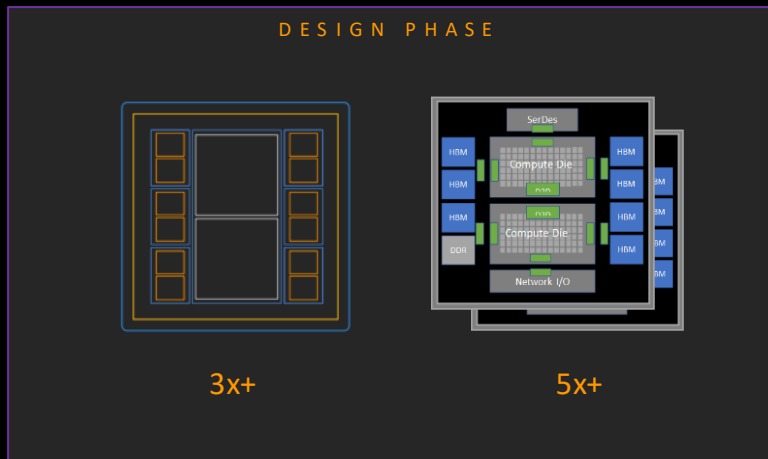 DESIGN PHASE
SerDes
HBM
HBM
HBM
DDR
Compute Die
D2D
D2D
Compute Die
HBM
HBM
HBM
HBM
Network I/O
3x+
5x+